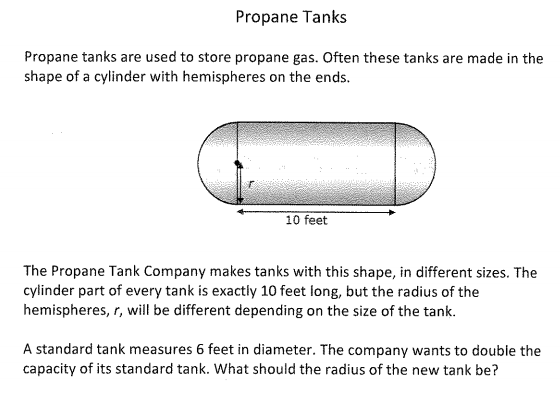 Propane Tanks
Propane tanks are used to store propane gas. Often these tanks are made in the
shape of a cylinder with hemispheres on the ends.
r
10 feet
The Propane Tank Company makes tanks with this shape, in different sizes. The
cylinder part of every tank is exactly 10 feet long, but the radius of the
hemispheres, r, will be different depending on the size of the tank.
A standard tank measures 6 feet in diameter. The company wants to double the
capacity of its standard tank. What should the radius of the new tank be?